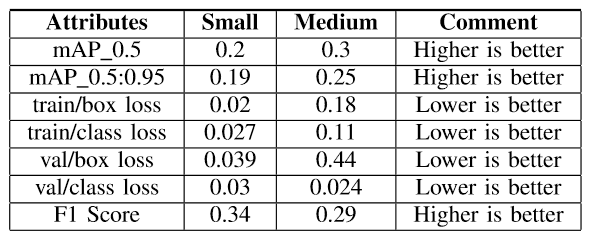 Attributes Small Medium Comment
mAP_0.5 0.2 0.3 Higher is better
mAP_0.5:0.95 0.19 0.25 Higher is better
train/box loss 0.02 0.18 Lower is better
train/class loss 0.027 0.11 Lower is better
val/box loss 0.039 0.44 Lower is better
val/class loss 0.03 0.024 Lower is better
F1 Score 0.34 0.29 Higher is better